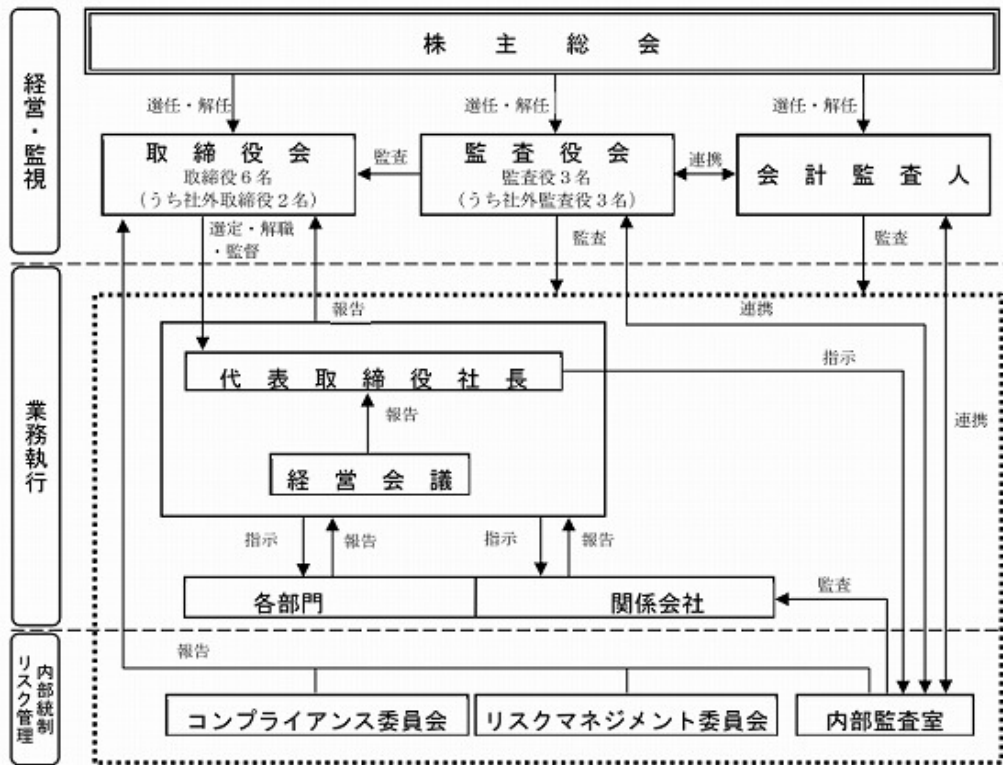 経営・監視
株主総会
選任・解任
選任・解任
選任・解任
取締役会
取締役6名
(うち社外取締役2名)
監査
監査役会
監査役3名
(うち社外監査役3名)
連携
会計監査人
選定・解職
・監督
監査
監査
業務執行
報告
連携
代表取締役社長
指示
報告
連携
経営会議
指示
報告
指示
報告
各部門
関係会社
監査
内部統制
リスク管理
報告
コンプライアンス委員会
リスクマネジメント委員会
内部監査室